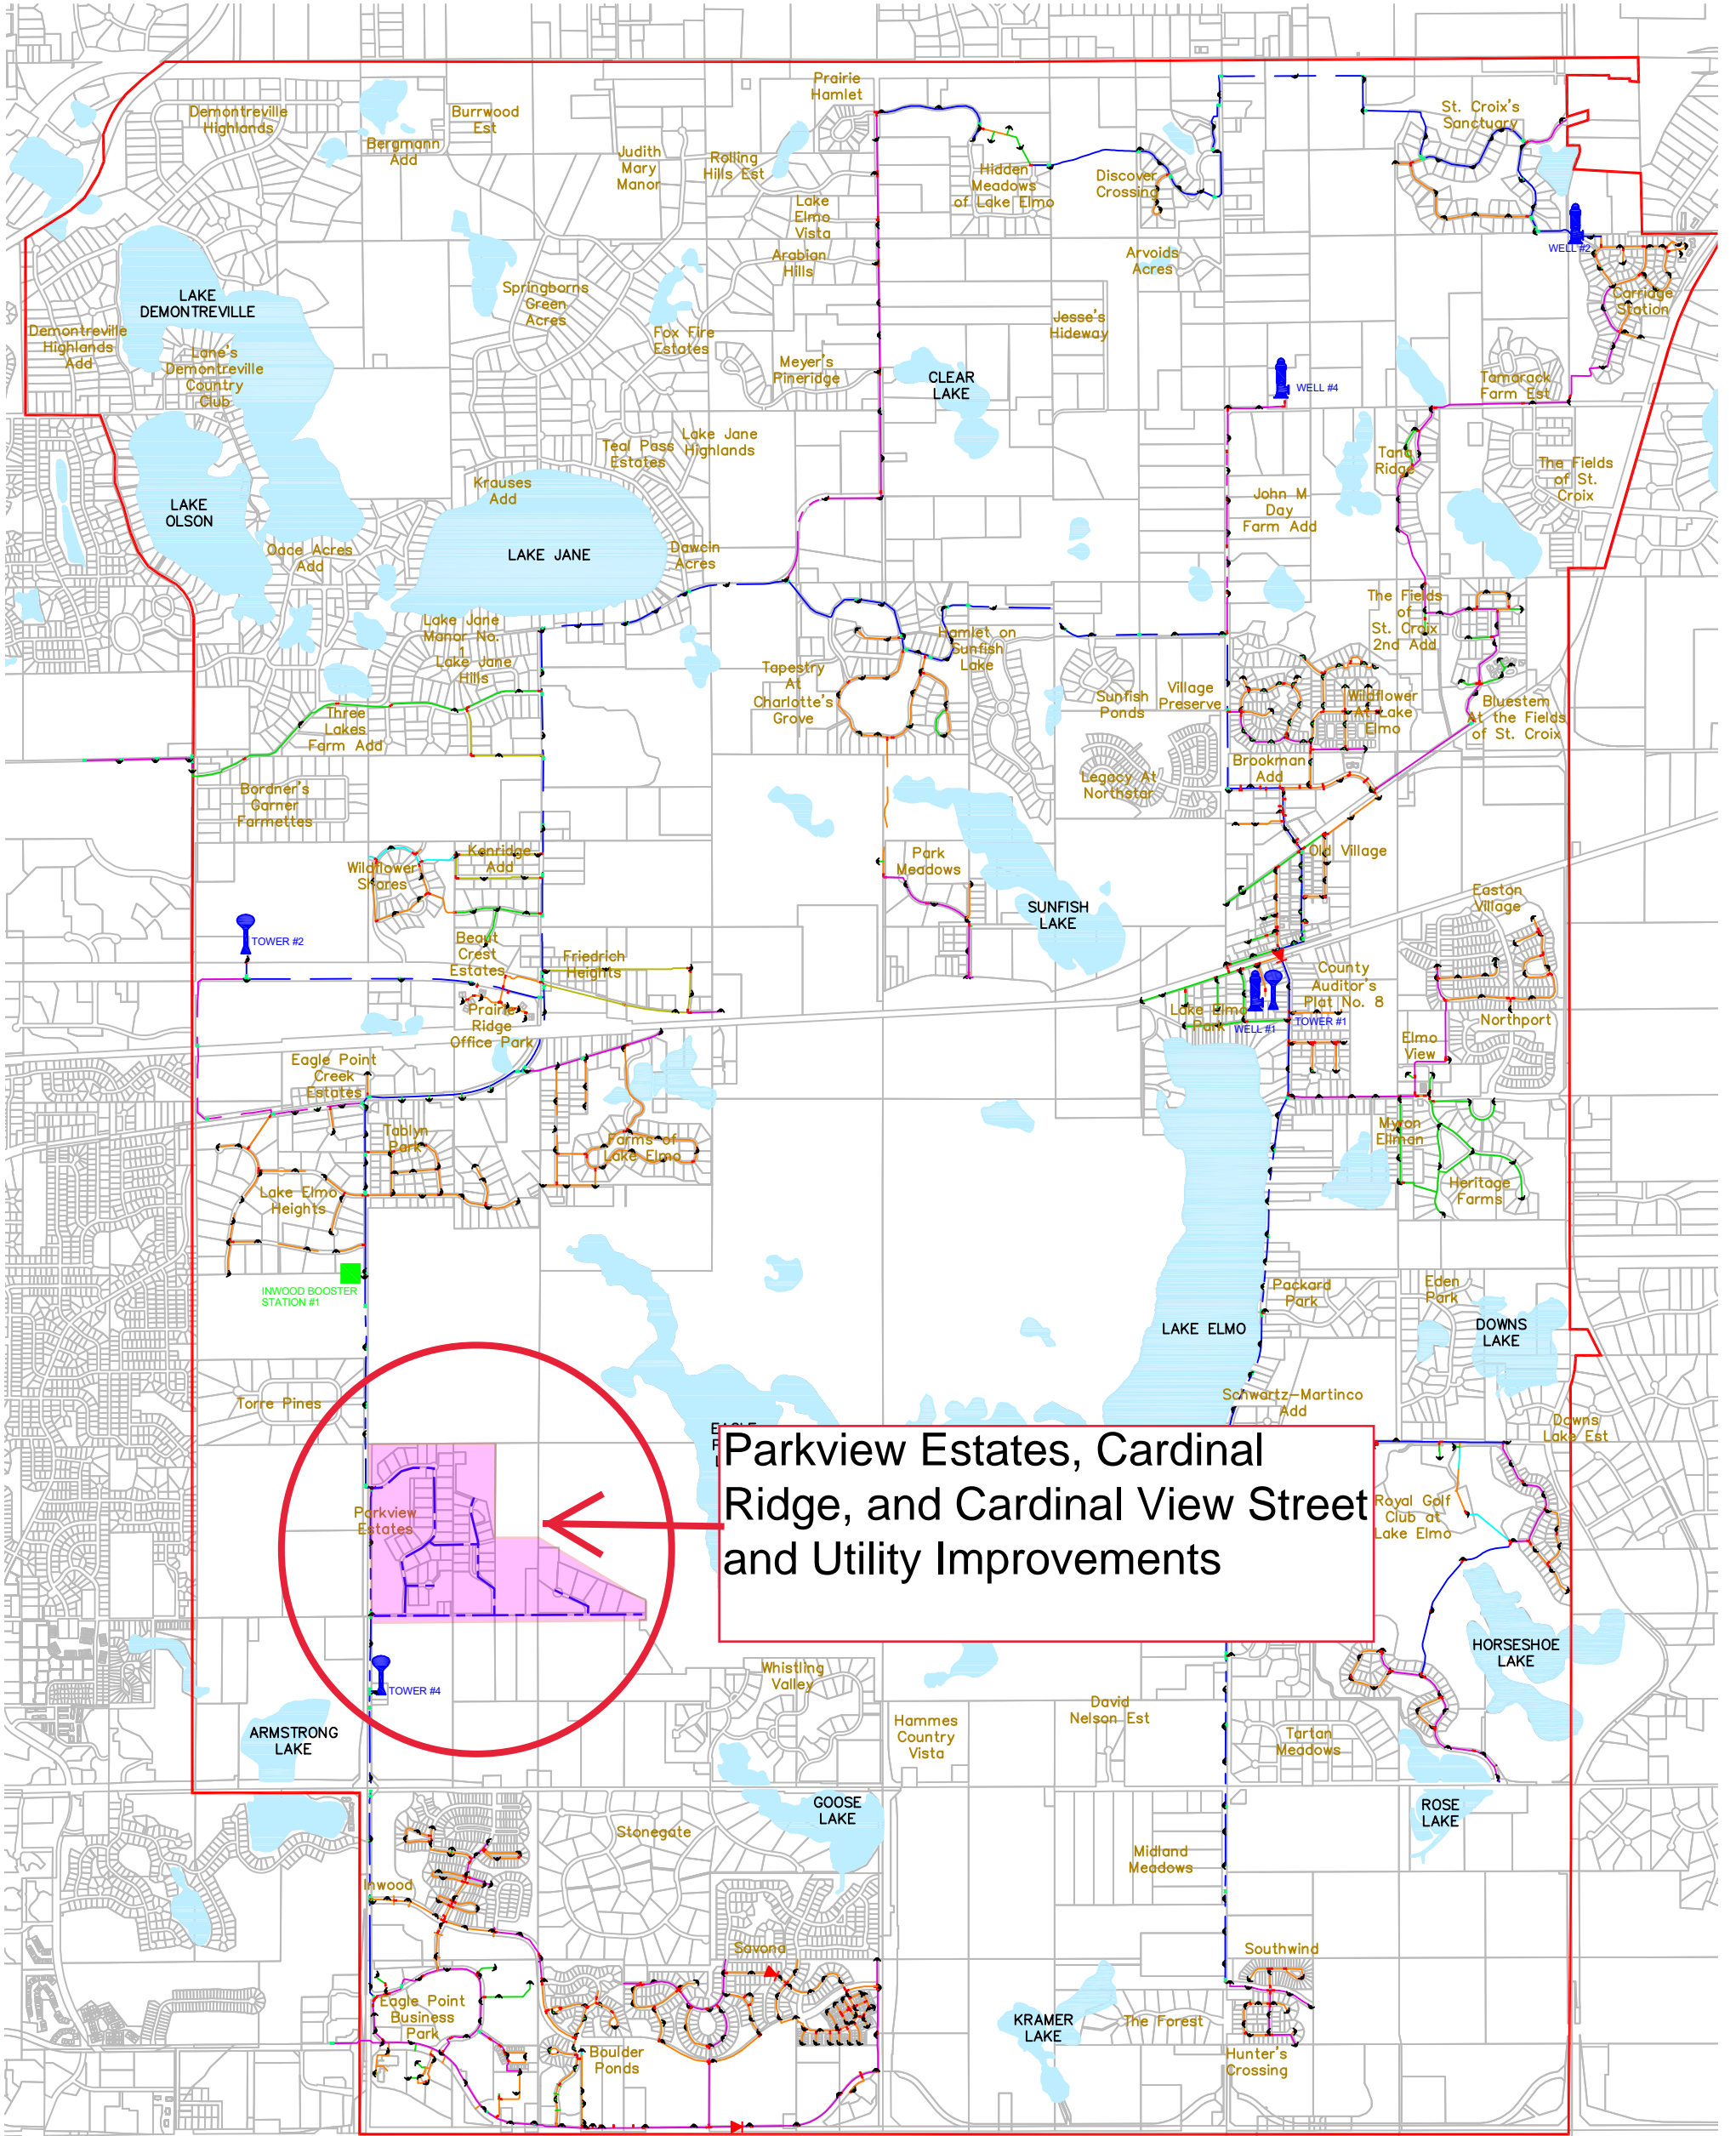 Prairie
Hamlet
Demontreville
Highlands
Burrwood
Est
St. Croix's
Sanctuary
Bergmann
Add
Judith
Mary
Manor
Rolling
Hills Est
Hidden
Meadows
of Lake Elmo
Discover
Crossing
Lake
Elmo
Vista
WELL #2
Arabian
Hills
Arvoids
Acres
LAKE
DEMONTREVILLE
Springborns
Green
Acres
Carriage
Station
Demontreville
Highlands
Add
Fox Fire
Estates
Jesse's
Hideway
Lane's
Demontreville
Country
Club
Meyer's
Pineridge
CLEAR
LAKE
WELL #4
Tamarack
Farm Est
Teal Pass
Estates
Lake Jane
Highlands
Tana
Ridge
The Fields
of St.
Croix
Krauses
Add
John M
Day
Farm Add
LAKE
OLSON
Oace Acres
Add
LAKE JANE
Dawcin
Acres
Lake Jane
Manor No.
1
Lake Jane
Hills
Hamlet on
Sunfish
Lake
The Fields
of
St. Croix
2nd Add
Tapestry
At
Charlotte's
Grove
Sunfish
Ponds
Village
Preserve
Wildflower
At Lake
Elmo
Bluestem
At the Fields
of St. Croix
Three
Lakes
Farm Add
Bordner's
Garner
Farmettes
Legacy At
Northstar
Brookman
Add
Wildflower
Shores
Kenridge
Add
Park
Meadows
Old Village
SUNFISH
LAKE
Easton
Village
TOWER #2
Beaut
Crest
Estates
Friedrich
Heights
County
Auditor's
Plat No. 8
Prairie
Ridge
Office Park
Lake Elmo
Park
WELL #1
TOWER #1
Northport
Eagle Point
Creek
Estates
Elmo
View
Tablyn
Park
Farms of
Lake Elmo
Myron
Ellman
Lake Elmo
Heights
Heritage
Farms
INWOOD BOOSTER
STATION #1
Packard
Park
Eden
Park
LAKE ELMO
DOWNS
LAKE
Torre Pines
Schwartz-Martinco
Add
Downs
Lake Est
Parkview Estates, Cardinal
Ridge, and Cardinal View Street
and Utility Improvements
Parkview
Estates
Royal Golf
Club at
Lake Elmo
HORSESHOE
LAKE
Whistling
Valley
TOWER #4
David
Nelson Est
Hammes
Country
Vista
ARMSTRONG
LAKE
Tartan
Meadows
GOOSE
LAKE
ROSE
LAKE
Stonegate
Midland
Meadows
Inwood
Savona
Southwind
Eagle Point
Business
Park
KRAMER
LAKE
The Forest
Boulder
Ponds
Hunter's
Crossing